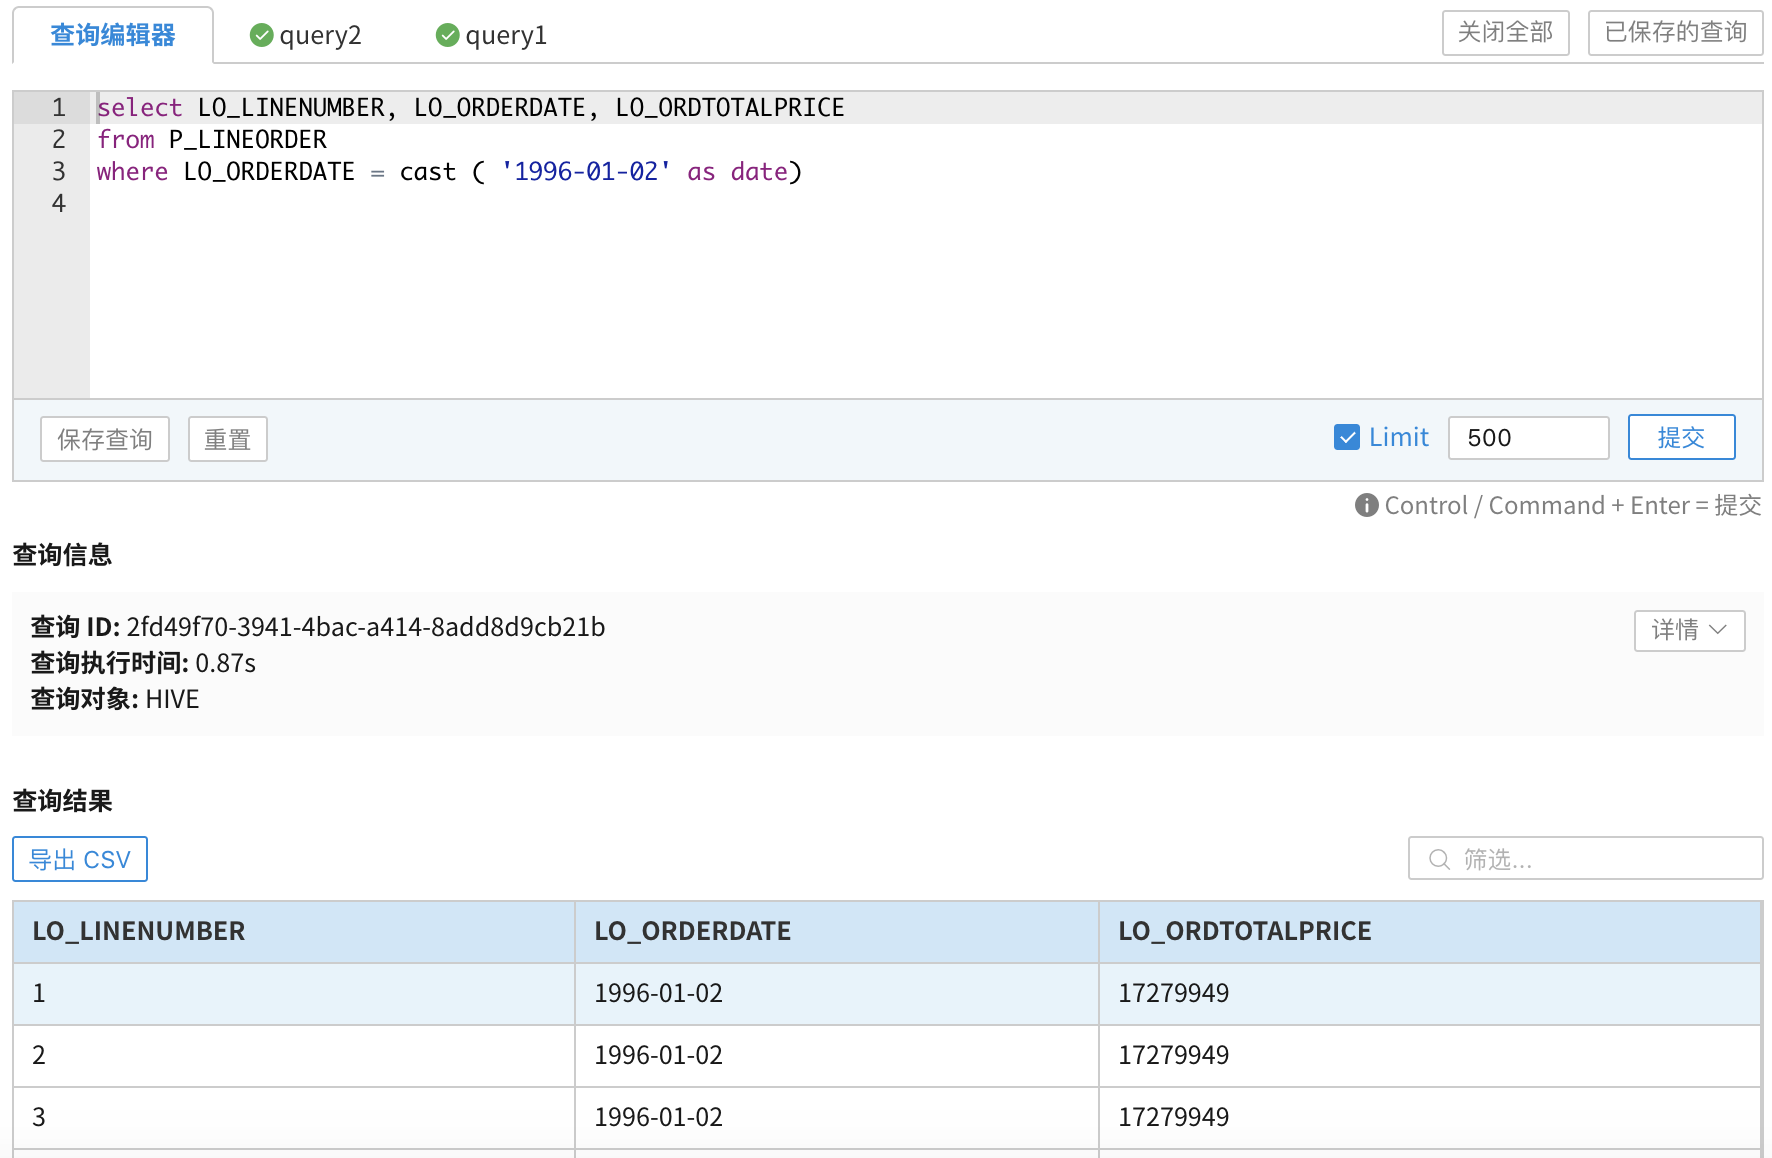 查询编辑器 query2 query1 关闭全部 已保存的查询
1 select LO_LINENUMBER, LO_ORDERDATE, LO_ORDTOTALPRICE
2 from P_LINEORDER
3 where LO_ORDERDATE = cast ( '1996-01-02' as date)
4
保存查询 重置 Limit 500 提交
Control / Command + Enter = 提交
查询信息
查询 ID: 2fd49f70-3941-4bac-a414-8add8d9cb21b 详情
查询执行时间: 0.87s
查询对象: HIVE
查询结果
导出 CSV 筛选...
LO_LINENUMBER LO_ORDERDATE LO_ORDTOTALPRICE
1 1996-01-02 17279949
2 1996-01-02 17279949
3 1996-01-02 17279949